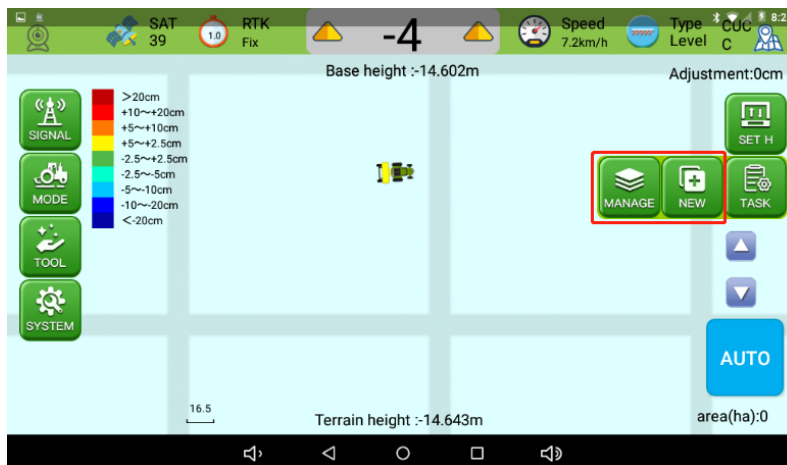 SAT
39
1.0
RTK
Fix
-4
Speed
7.2km/h
Type
Level
CUC
C
8:2
Base height :-14.602m
Adjustment:0cm
SIGNAL
MODE
TOOL
SYSTEM
>20cm
+10~+20cm
+5~+10cm
+5~+2.5cm
-2.5~+2.5cm
-2.5~-5cm
-5~-10cm
-10~-20cm
<-20cm
SET H
MANAGE
NEW
TASK
AUTO
16.5
Terrain height :-14.643m
area(ha):0